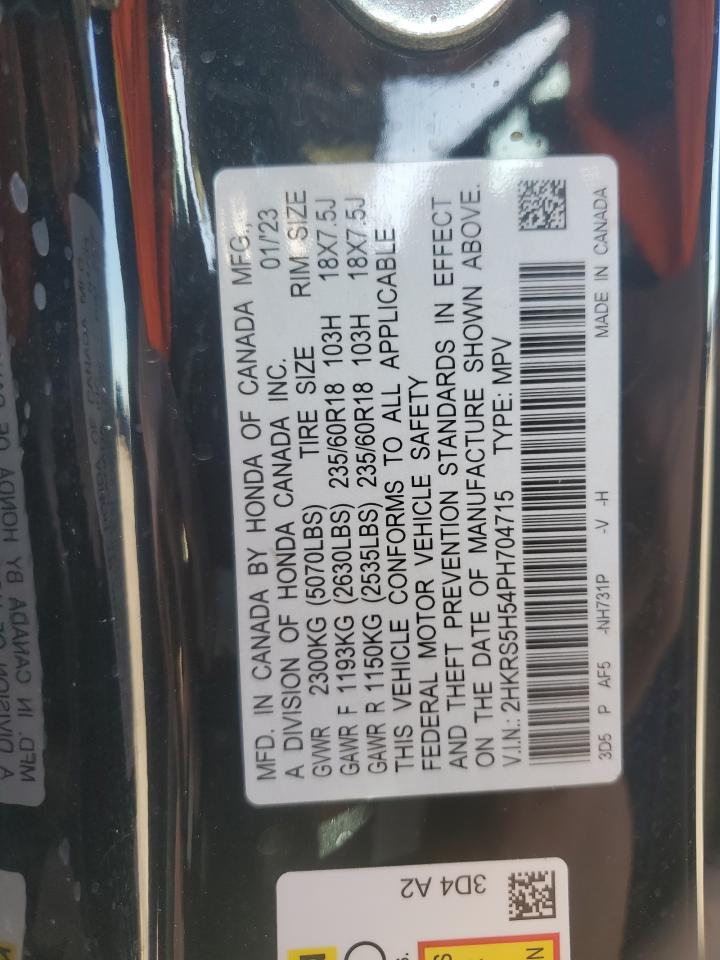 MFD. IN CANADA BY HONDA OF CANADA MFG.,
A DIVISION OF HONDA CANADA INC. 01/'23
GVWR 2300KG (5070LBS) TIRE SIZE RIM SIZE
GAWR F 1193KG (2630LBS) 235/60R18 103H 18X7.5J
GAWR R 1150KG (2535LBS) 235/60R18 103H 18X7.5J
THIS VEHICLE CONFORMS TO ALL APPLICABLE
FEDERAL MOTOR VEHICLE SAFETY
AND THEFT PREVENTION STANDARDS IN EFFECT
ON THE DATE OF MANUFACTURE SHOWN ABOVE.
V.I.N.: 2HKRS5H54PH704715 TYPE: MPV
3D5 P AF5 -NH731P -V -H MADE IN CANADA
3D4 A2